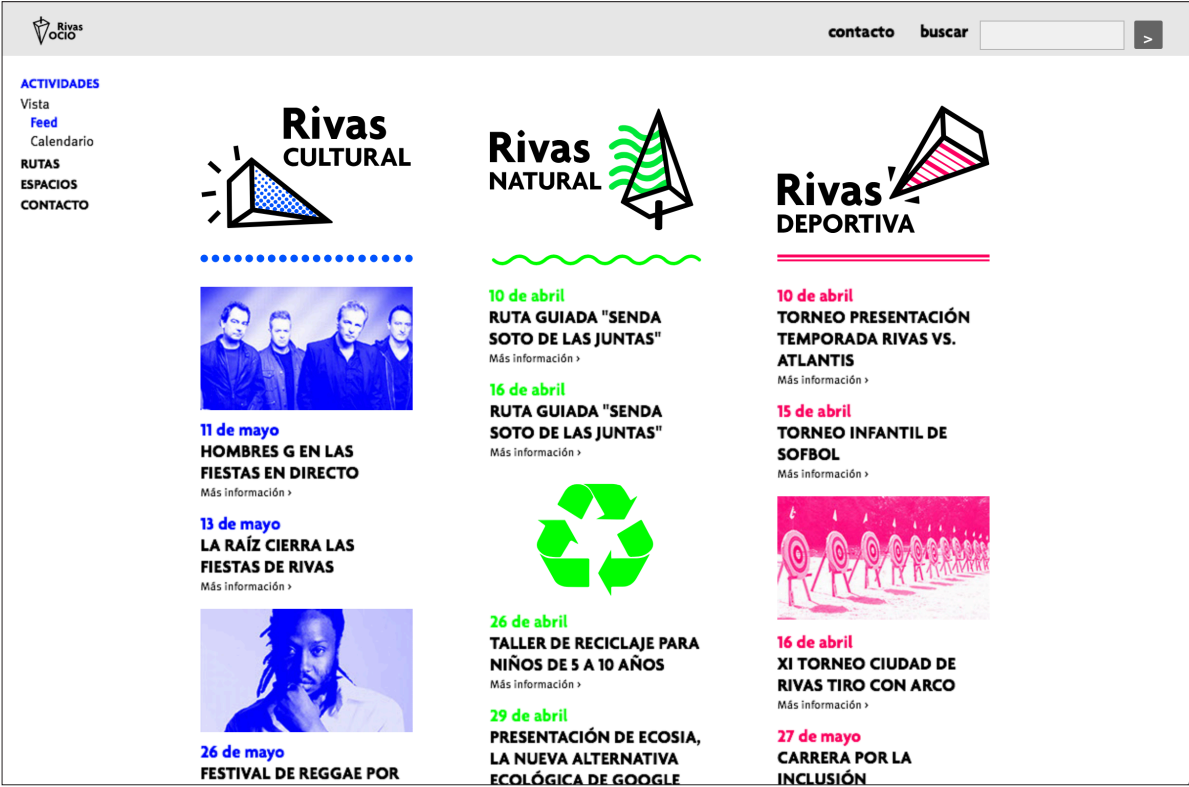 Rivas
OCIO
contacto
buscar
>
ACTIVIDADES
Vista
Feed
Calendario
RUTAS
ESPACIOS
CONTACTO
Rivas
CULTURAL
11 de mayo
HOMBRES G EN LAS
FIESTAS EN DIRECTO
Más información ›
13 de mayo
LA RAÍZ CIERRA LAS
FIESTAS DE RIVAS
Más información ›
26 de mayo
FESTIVAL DE REGGAE POR
Rivas
NATURAL
10 de abril
RUTA GUIADA "SENDA
SOTO DE LAS JUNTAS"
Más información ›
16 de abril
RUTA GUIADA "SENDA
SOTO DE LAS JUNTAS"
Más información ›
26 de abril
TALLER DE RECICLAJE PARA
NIÑOS DE 5 A 10 AÑOS
Más información ›
29 de abril
PRESENTACIÓN DE ECOSIA,
LA NUEVA ALTERNATIVA
ECOLÓGICA DE GOOGLE
Rivas
DEPORTIVA
10 de abril
TORNEO PRESENTACIÓN
TEMPORADA RIVAS VS.
ATLANTIS
Más información ›
15 de abril
TORNEO INFANTIL DE
SOFBOL
Más información ›
16 de abril
XI TORNEO CIUDAD DE
RIVAS TIRO CON ARCO
Más información ›
27 de mayo
CARRERA POR LA
INCLUSIÓN